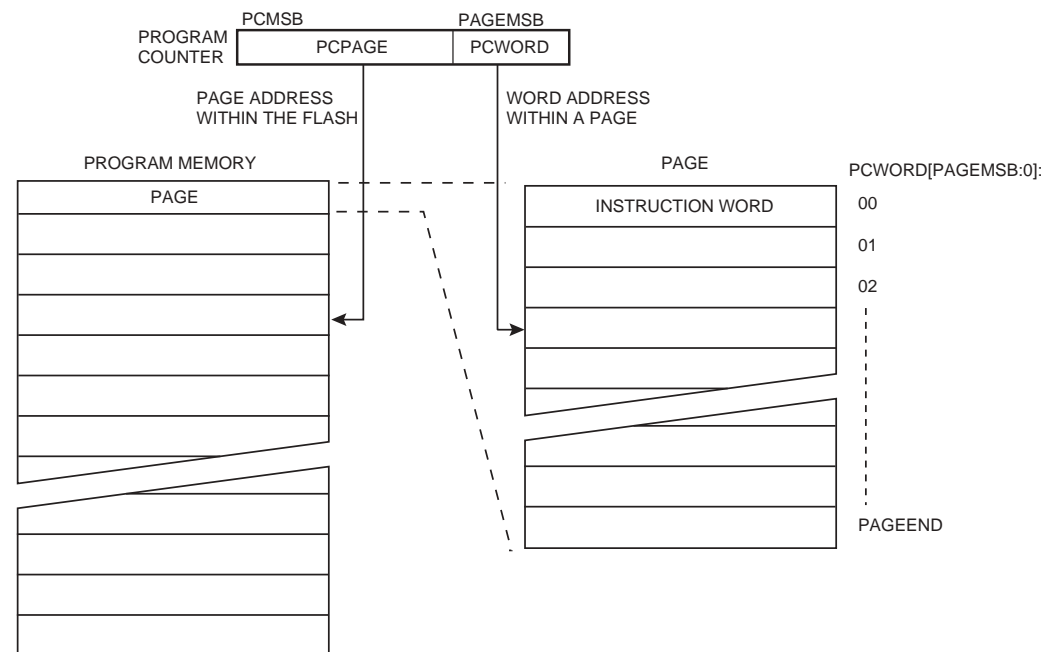 PCMSB
PAGEMSB
PROGRAM
COUNTER
PCPAGE
PCWORD
PAGE ADDRESS
WITHIN THE FLASH
WORD ADDRESS
WITHIN A PAGE
PROGRAM MEMORY
PAGE
PAGE
PCWORD[PAGEMSB:0]:
INSTRUCTION WORD
00
01
02
PAGEEND